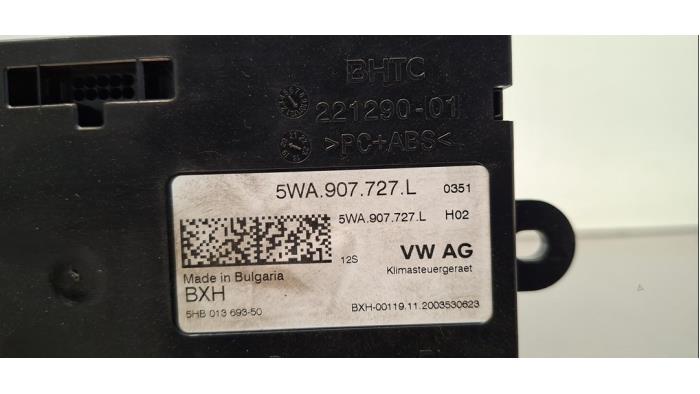 BHTC
221290-01
>PC+ABS<
5WA.907.727.L 0351
5WA.907.727.L H02
12S VW AG
Klimasteuergeraet
Made in Bulgaria
BXH
5HB 013 693-50
BXH-00119.11.2003530623